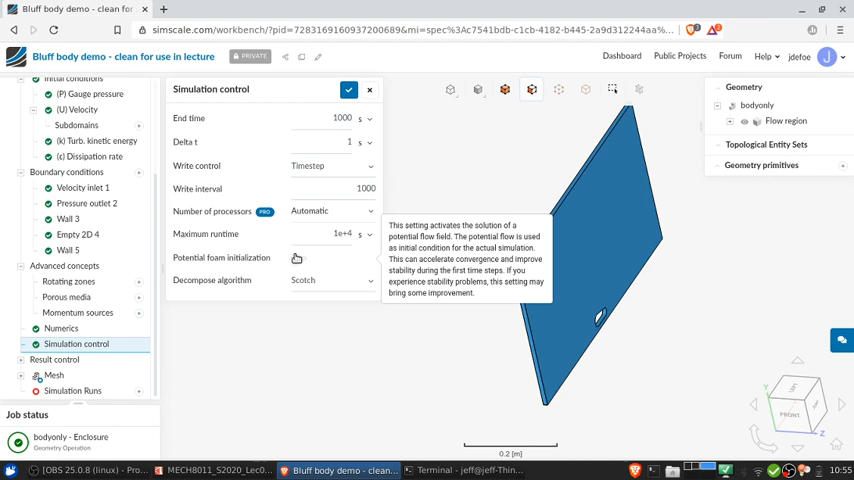 Bluff body demo - clean for use in
simscale.com/workbench/?pid=728316916093720068&mi=spec%3Ac7541bdb-c1cb-4182-b445-2a9d312244aa%...
Bluff body demo - clean for use in lecture
PRIVATE
Dashboard
Public Projects
Forum
Help
jdefoe
J
Initial conditions
(P) Gauge pressure
(U) Velocity
Subdomains
(k) Turb. kinetic energy
(ε) Dissipation rate
Boundary conditions
Velocity inlet 1
Pressure outlet 2
Wall 3
Empty 2D 4
Wall 5
Advanced concepts
Rotating zones
Porous media
Momentum sources
Numerics
Simulation control
Result control
Mesh
Simulation Runs
Job status
bodyonly - Enclosure
Geometry Operation
Simulation control
End time 1000 s
Delta t 1 s
Write control Timestep
Write interval 1000
Number of processors PRO Automatic
Maximum runtime 1e+4 s
Potential foam initialization
Decompose algorithm Scotch
This setting activates the solution of a
potential flow field. The potential flow is used
as initial condition for the actual simulation.
This can accelerate convergence and improve
stability during the first time steps. If you
experience stability problems, this setting may
bring some improvement.
Geometry
bodyonly
Flow region
Topological Entity Sets
Geometry primitives
0.2 [m]
FRONT
Y
Z
[OBS 25.0.8 (linux) - Pro...
MECH8011_S2020_Lec0...
Bluff body demo - clean...
Terminal - jeff@jeff-Thin...
10:55